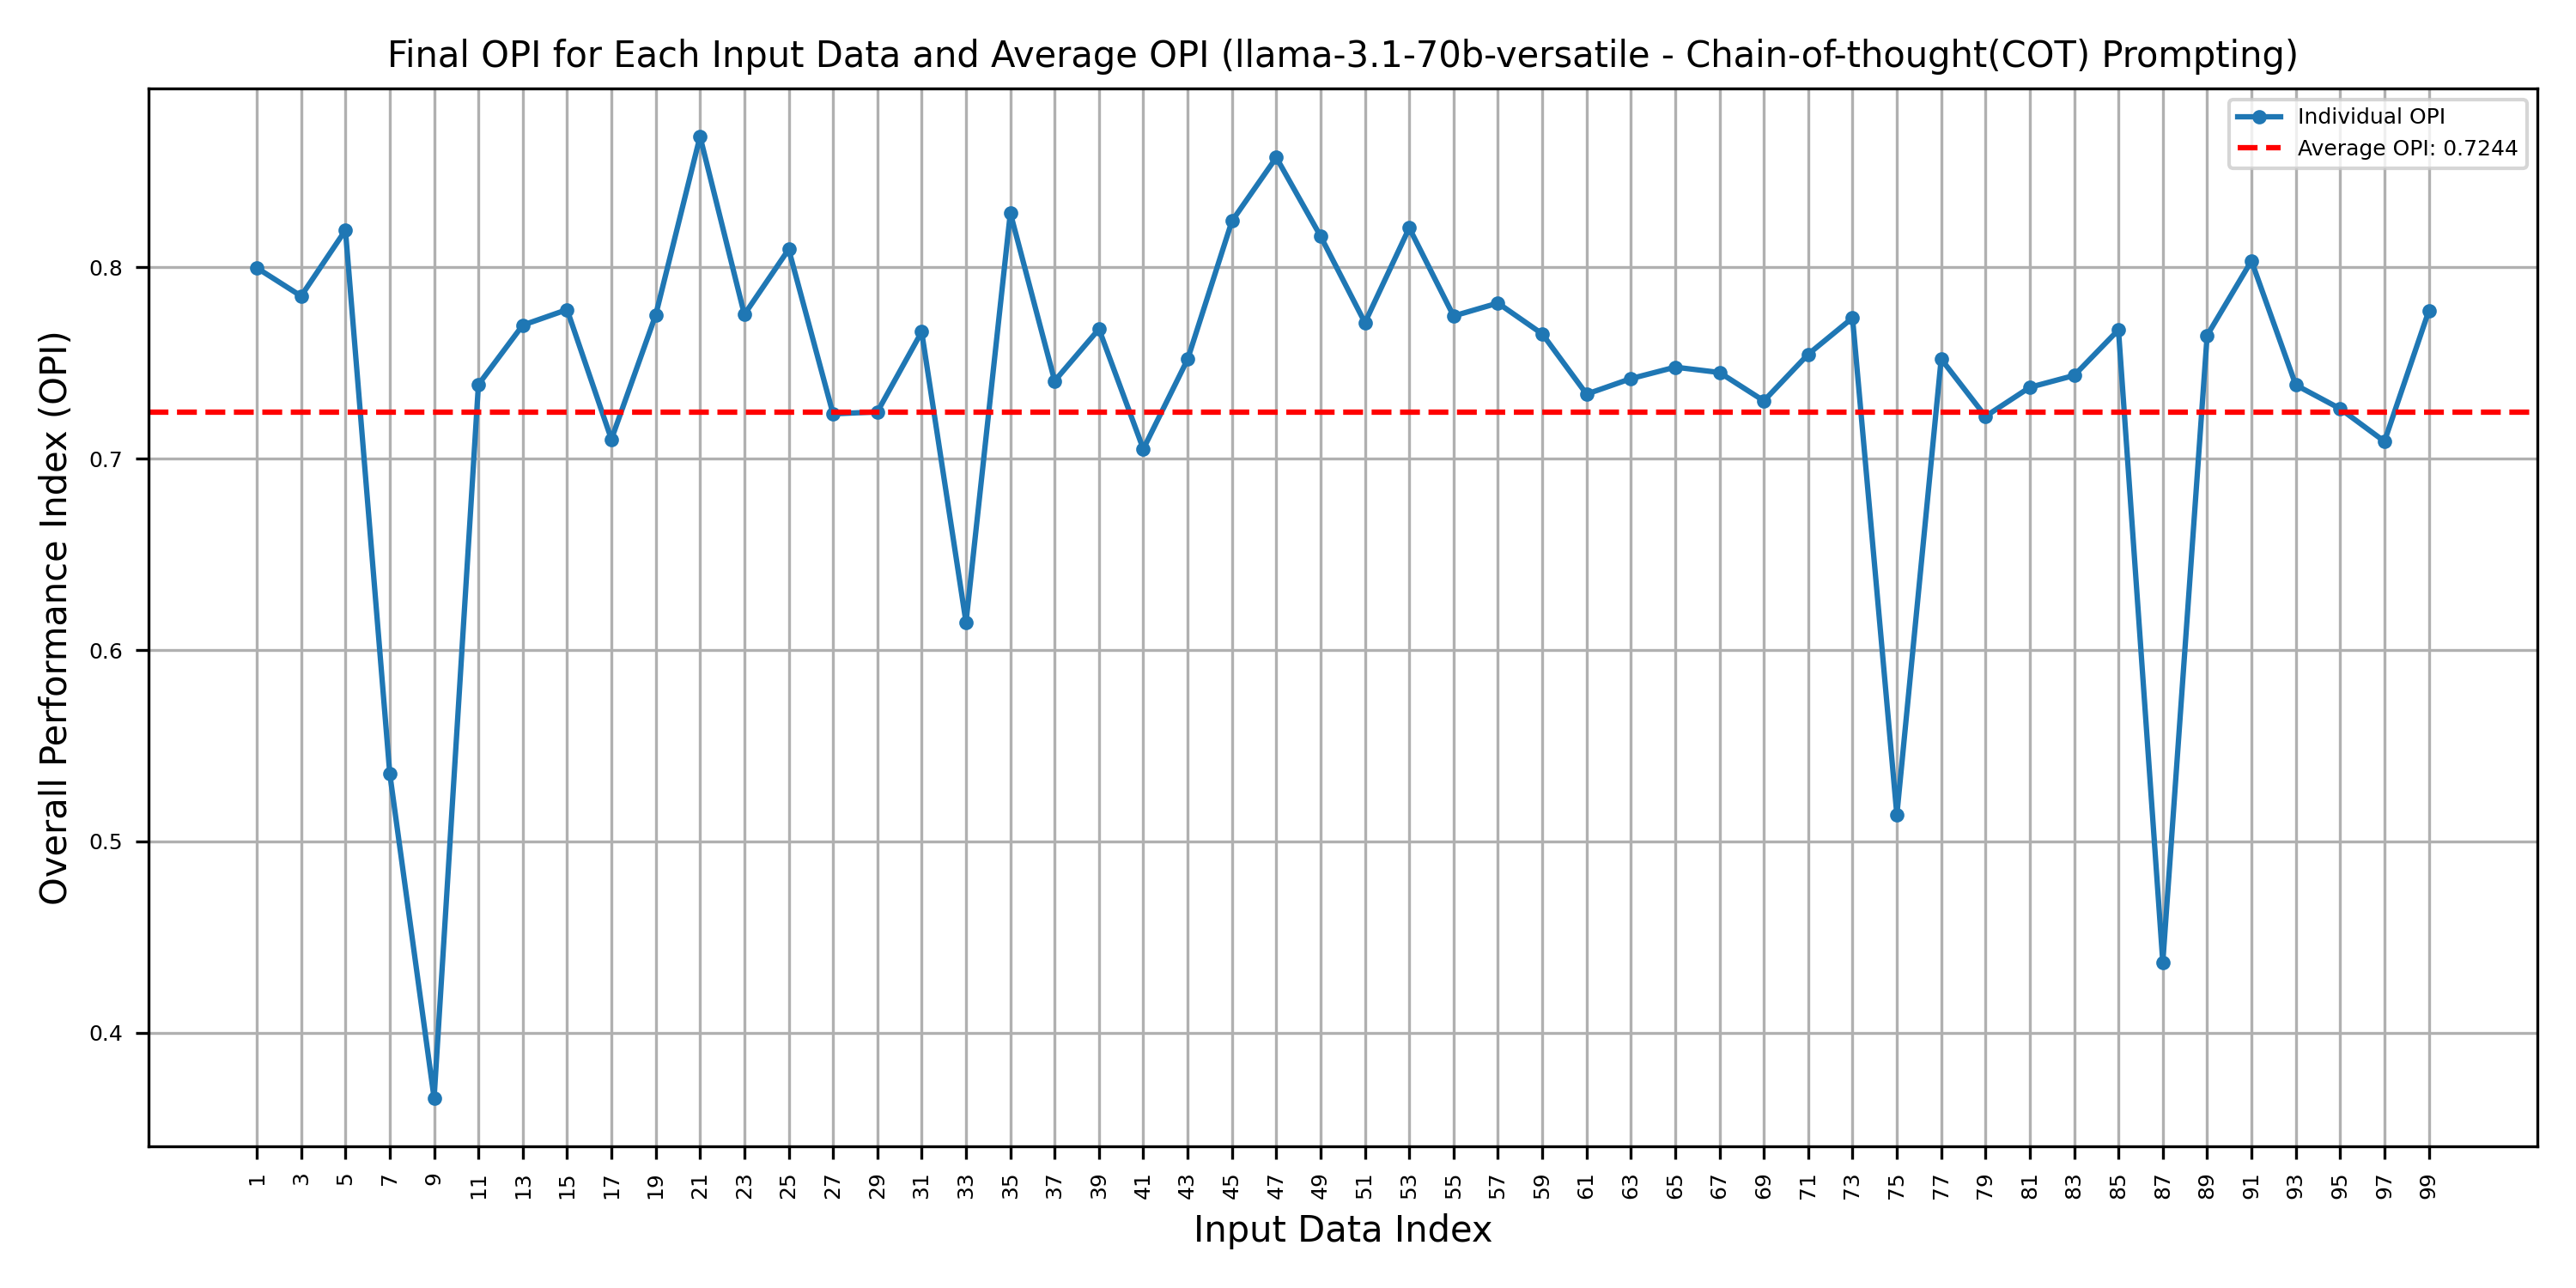 Final OPI for Each Input Data and Average OPI (llama-3.1-70b-versatile - Chain-of-thought(COT) Prompting)
Individual OPI
Average OPI: 0.7244
Overall Performance Index (OPI)
0.8
0.7
0.6
0.5
0.4
1 3 5 7 9 11 13 15 17 19 21 23 25 27 29 31 33 35 37 39 41 43 45 47 49 51 53 55 57 59 61 63 65 67 69 71 73 75 77 79 81 83 85 87 89 91 93 95 97 99
Input Data Index